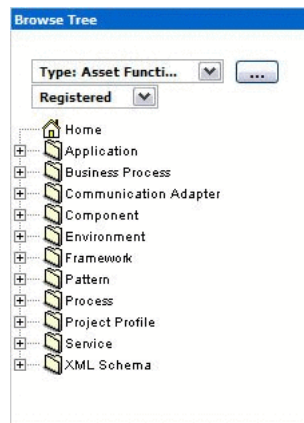 Browse Tree
Type: Asset Functi...
...
Registered
Home
Application
Business Process
Communication Adapter
Component
Environment
Framework
Pattern
Process
Project Profile
Service
XML Schema